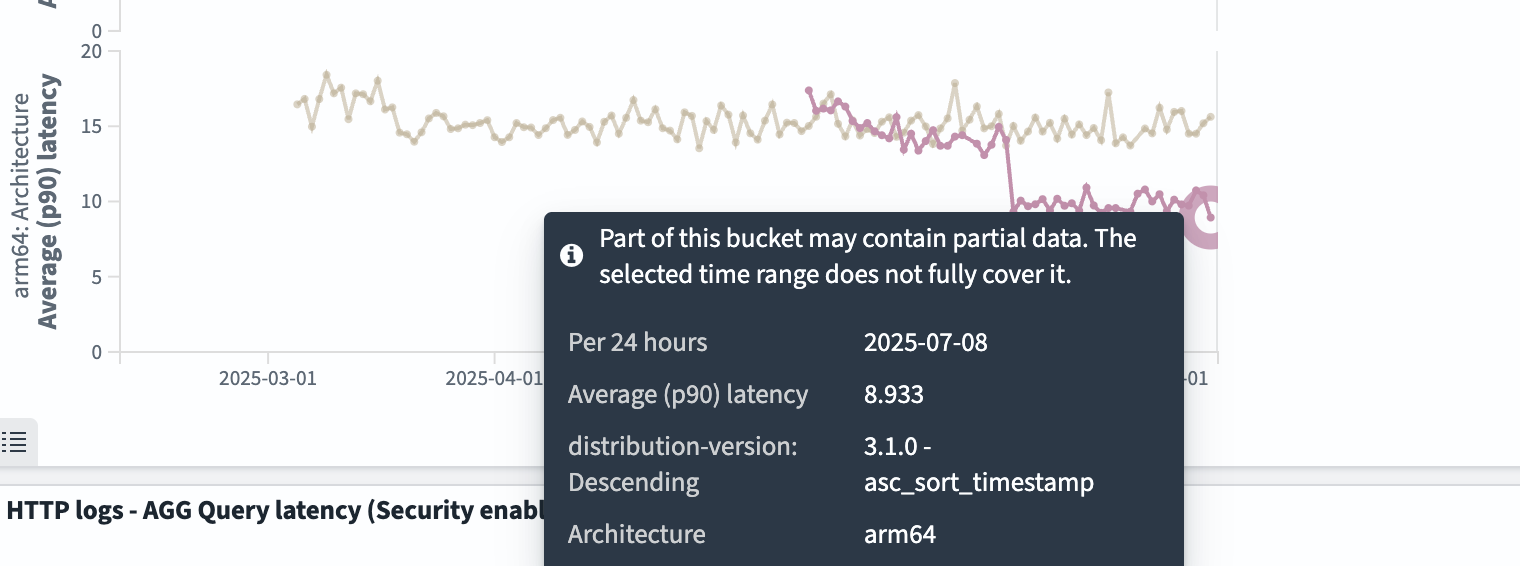 0
20
15
10
5
0
arm64: Architecture
Average (p90) latency
2025-03-01
2025-04-01
-01
Part of this bucket may contain partial data. The
selected time range does not fully cover it.
Per 24 hours 2025-07-08
Average (p90) latency 8.933
distribution-version: 3.1.0 -
Descending asc_sort_timestamp
Architecture arm64
HTTP logs - AGG Query latency (Security enabl